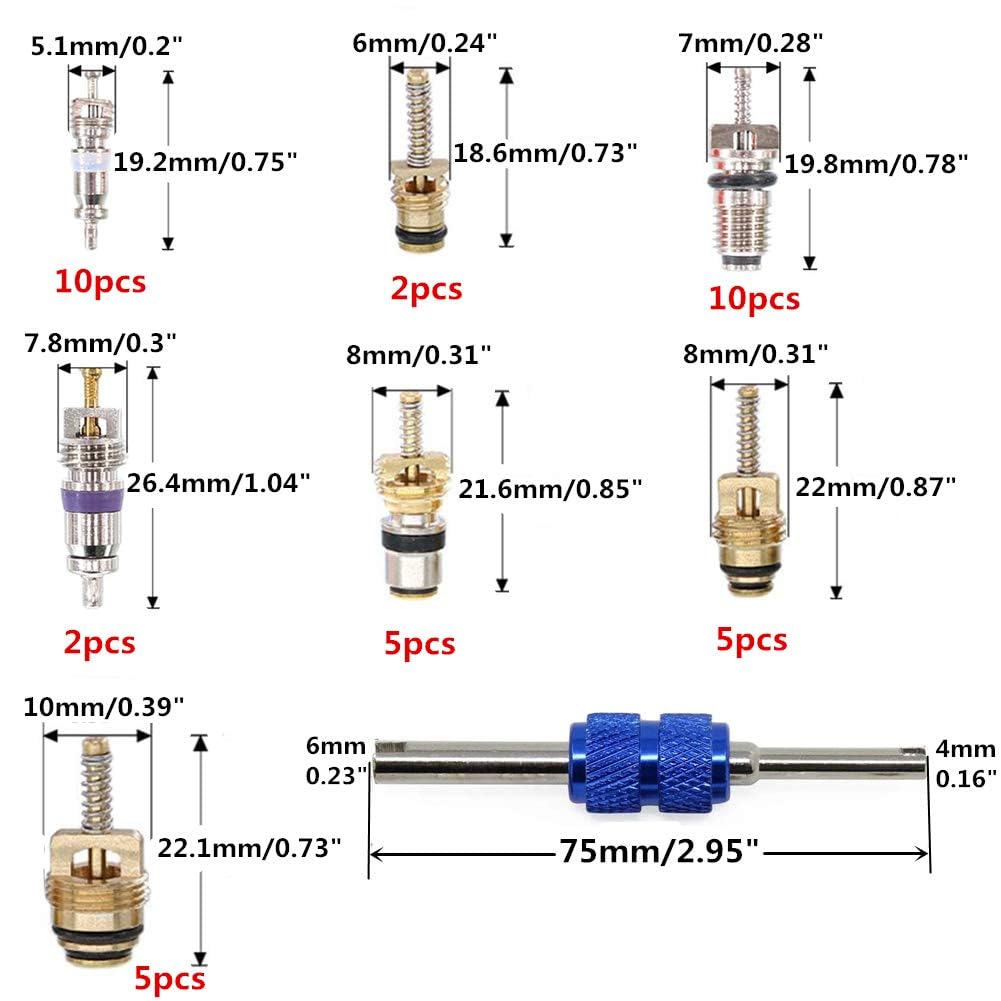 5.1mm/0.2"
6mm/0.24"
7mm/0.28"
19.2mm/0.75"
18.6mm/0.73"
19.8mm/0.78"
10pcs
2pcs
10pcs
7.8mm/0.3"
8mm/0.31"
8mm/0.31"
26.4mm/1.04"
21.6mm/0.85"
22mm/0.87"
2pcs
5pcs
5pcs
10mm/0.39"
6mm
0.23"
4mm
0.16"
22.1mm/0.73"
75mm/2.95"
5pcs